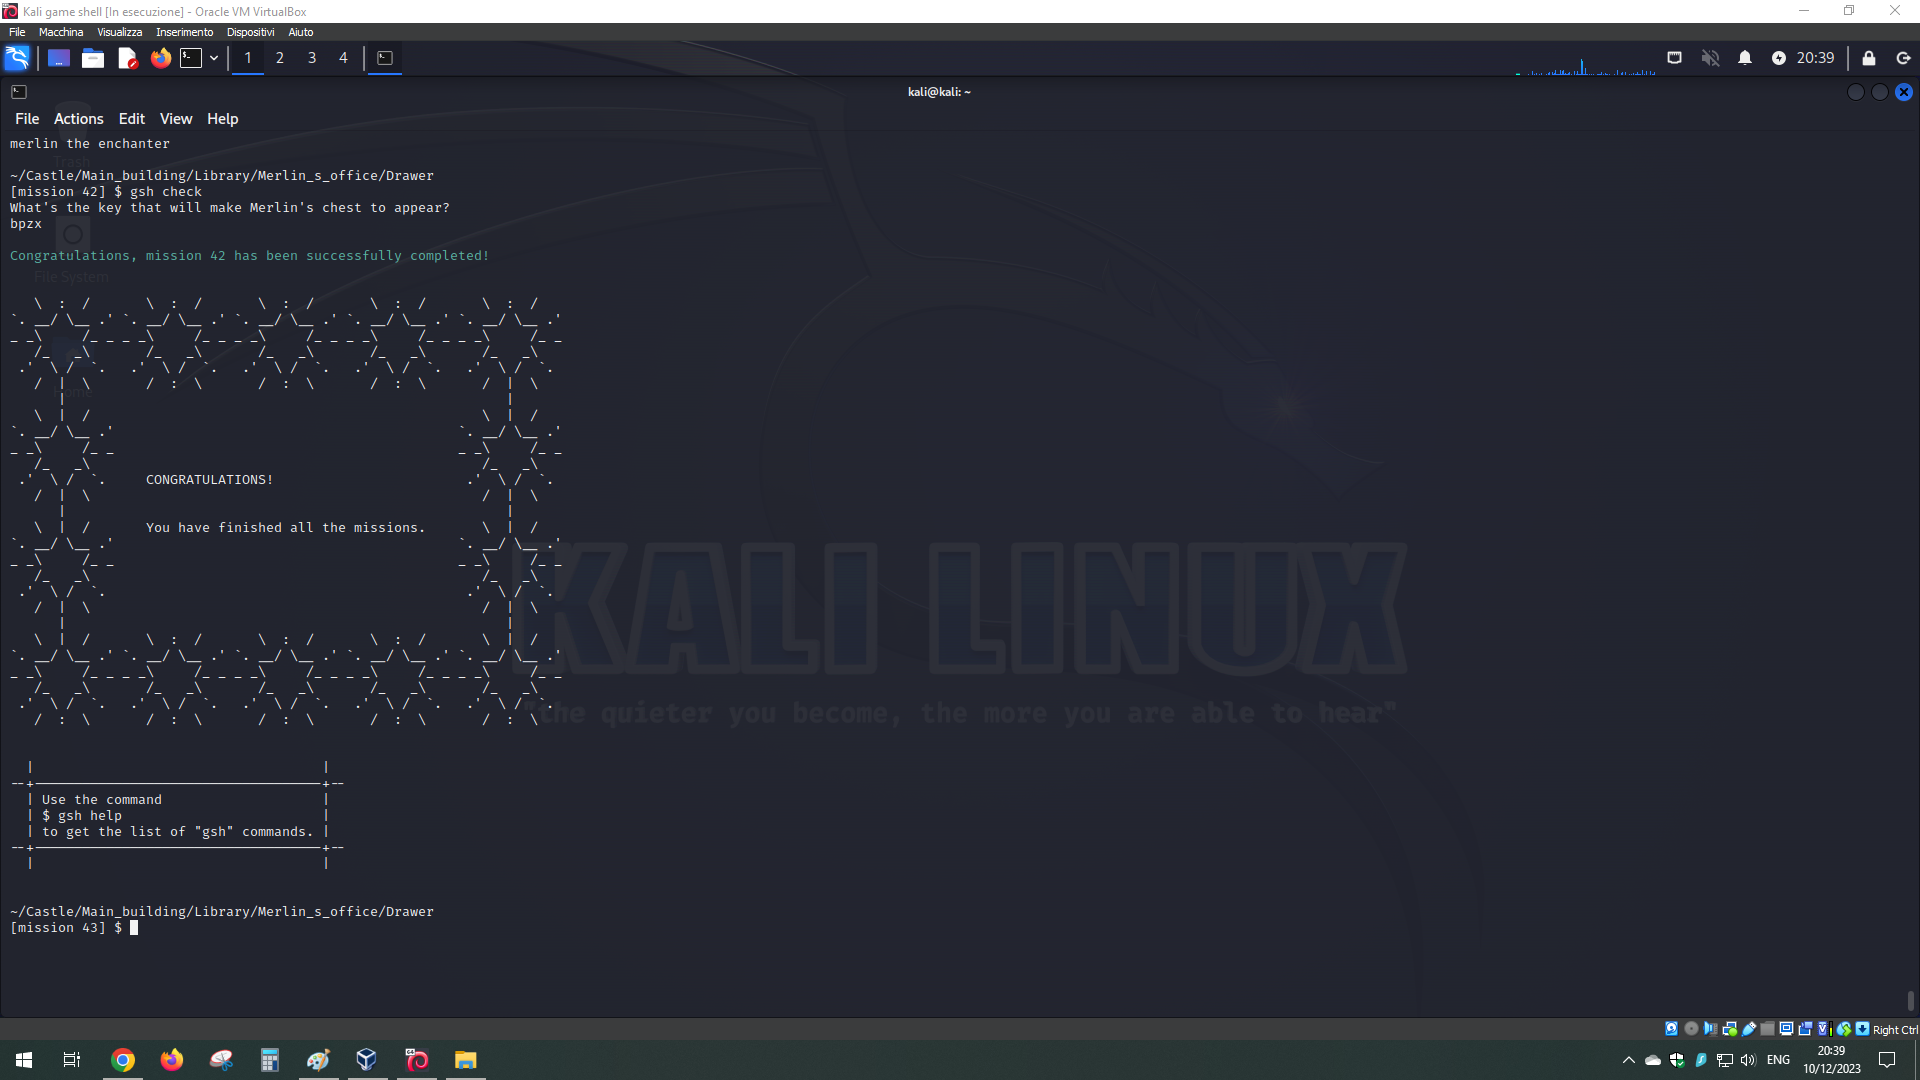 Kali game shell [In esecuzione] - Oracle VM VirtualBox
File Macchina Visualizza Inserimento Dispositivi Aiuto
1 2 3 4
20:39
kali@kali: ~
File Actions Edit View Help
merlin the enchanter
Trash
~/Castle/Main_building/Library/Merlin_s_office/Drawer
[mission 42] $ gsh check
What's the key that will make Merlin's chest to appear?
bpzx
Congratulations, mission 42 has been successfully completed!
File System
Home
CONGRATULATIONS!
You have finished all the missions.
KALI LINUX
"the quieter you become, the more you are able to hear"
Use the command
$ gsh help
to get the list of "gsh" commands.
~/Castle/Main_building/Library/Merlin_s_office/Drawer
[mission 43] $
Right Ctrl
ENG
20:39
10/12/2023